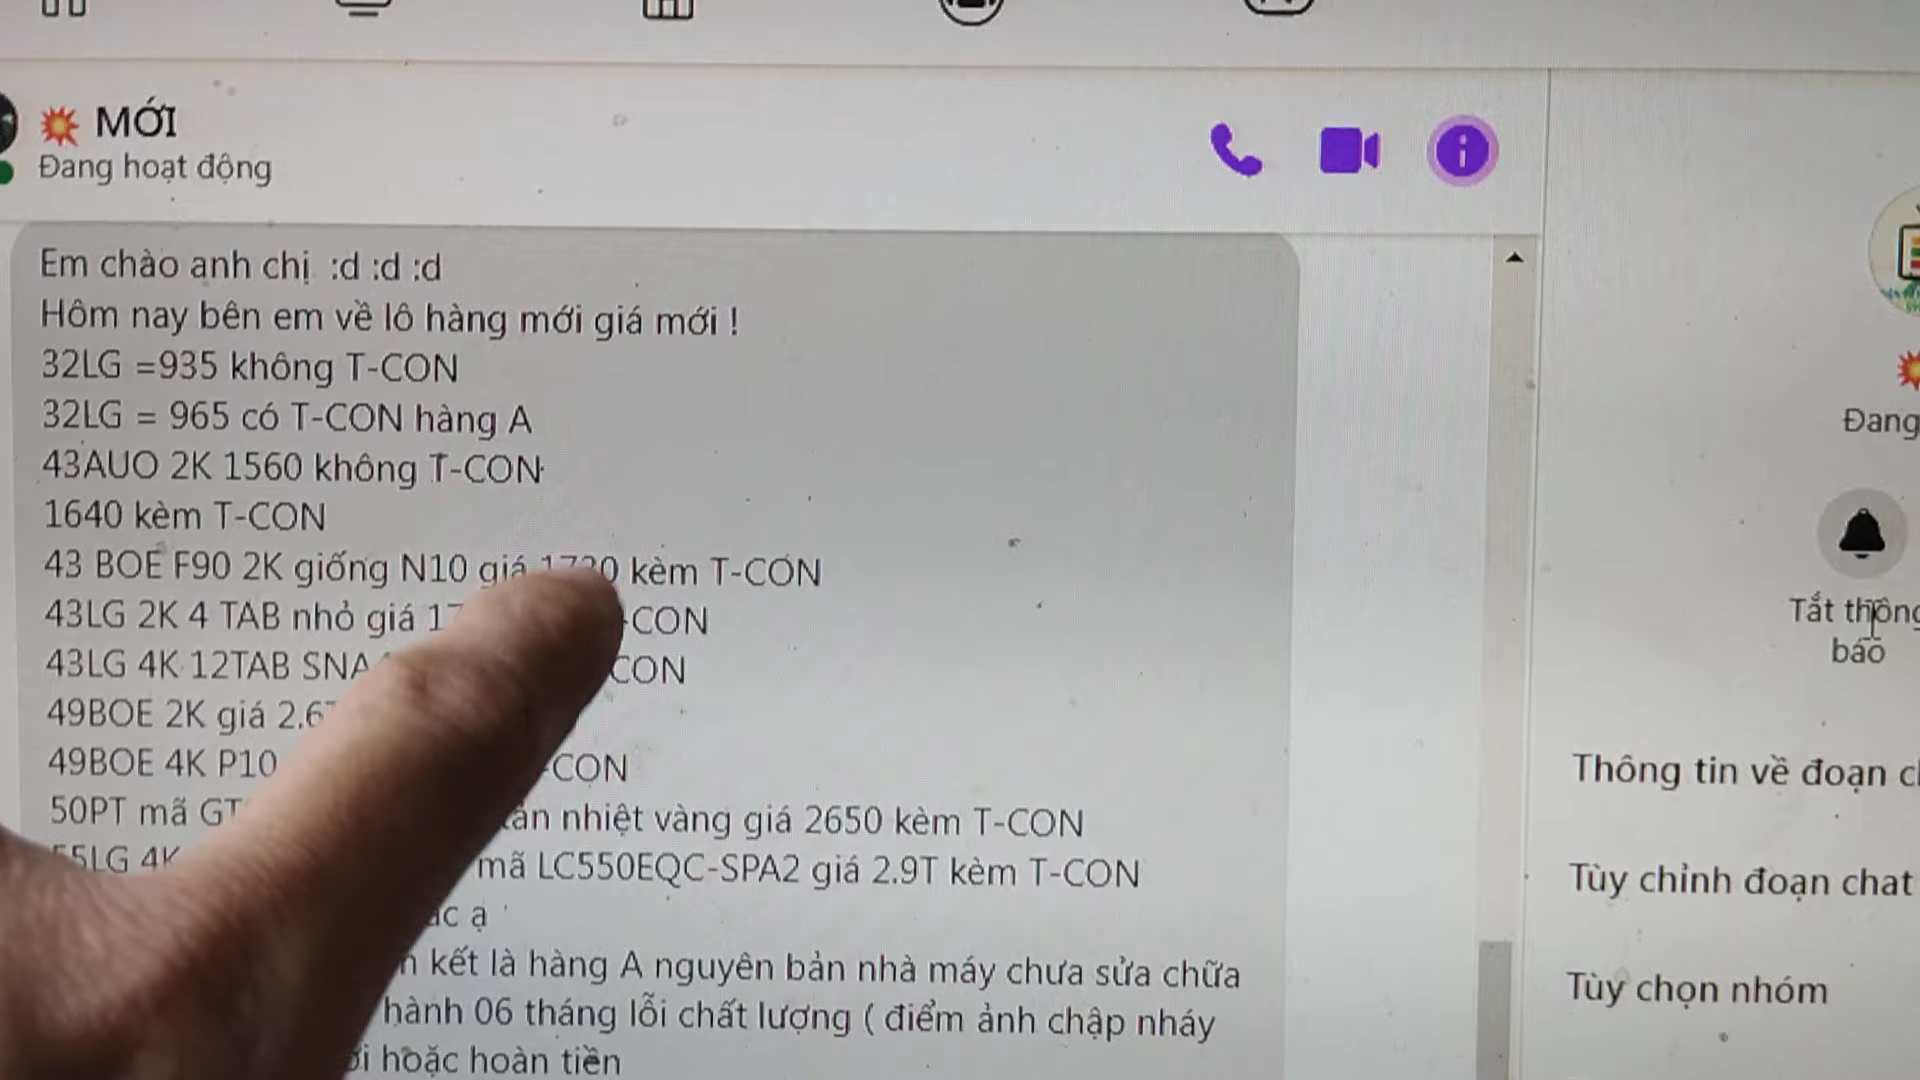 MỚI
Đang hoạt động
Em chào anh chị :d :d :d
Hôm nay bên em về lô hàng mới giá mới !
32LG =935 không T-CON
32LG = 965 có T-CON hàng A
43AUO 2K 1560 không T-CON
1640 kèm T-CON
43 BOE F90 2K giống N10 giá kèm T-CON
43LG 2K 4 TAB nhỏ giá CON
43LG 4K 12TAB CON
49BOE 2K giá
49BOE 4K P10 CON
50PT mã nhiệt vàng giá 2650 kèm T-CON
mã LC550EQC-SPA2 giá 2.9T kèm T-CON
ạ
kết là hàng A nguyên bản nhà máy chưa sửa chữa
hành 06 tháng lỗi chất lượng ( điểm ảnh chập nháy
hoặc hoàn tiền
Đang
Tắt
báo
Thông tin về đoạn
Tùy chỉnh đoạn chat
Tùy chọn nhóm